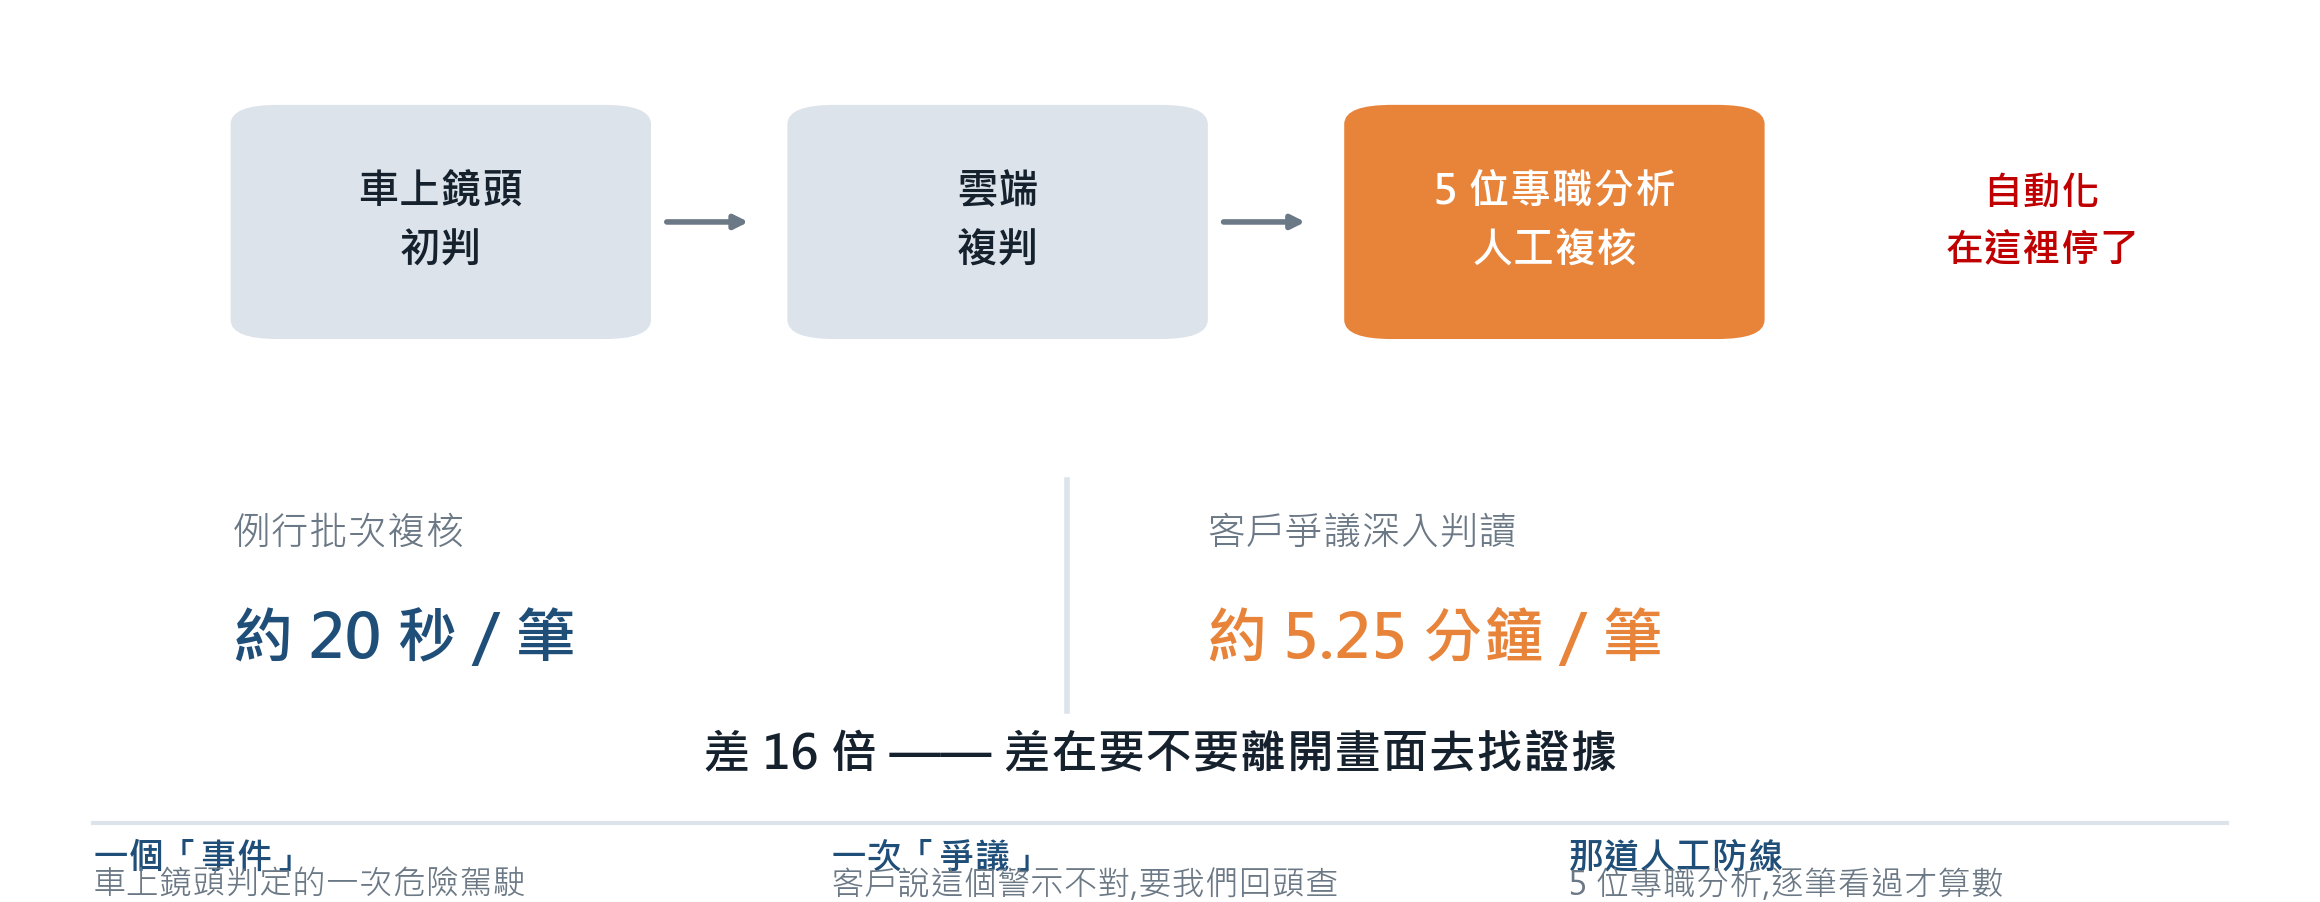 車上鏡頭
初判
雲端
複判
5 位專職分析
人工複核
自動化
在這裡停了
例行批次複核
約 20 秒 / 筆
客戶爭議深入判讀
約 5.25 分鐘 / 筆
差 16 倍 —— 差在要不要離開畫面去找證據
一個「事件」
車上鏡頭判定的一次危險駕駛
一次「爭議」
客戶說這個警示不對,要我們回頭查
那道人工防線
5 位專職分析,逐筆看過才算數